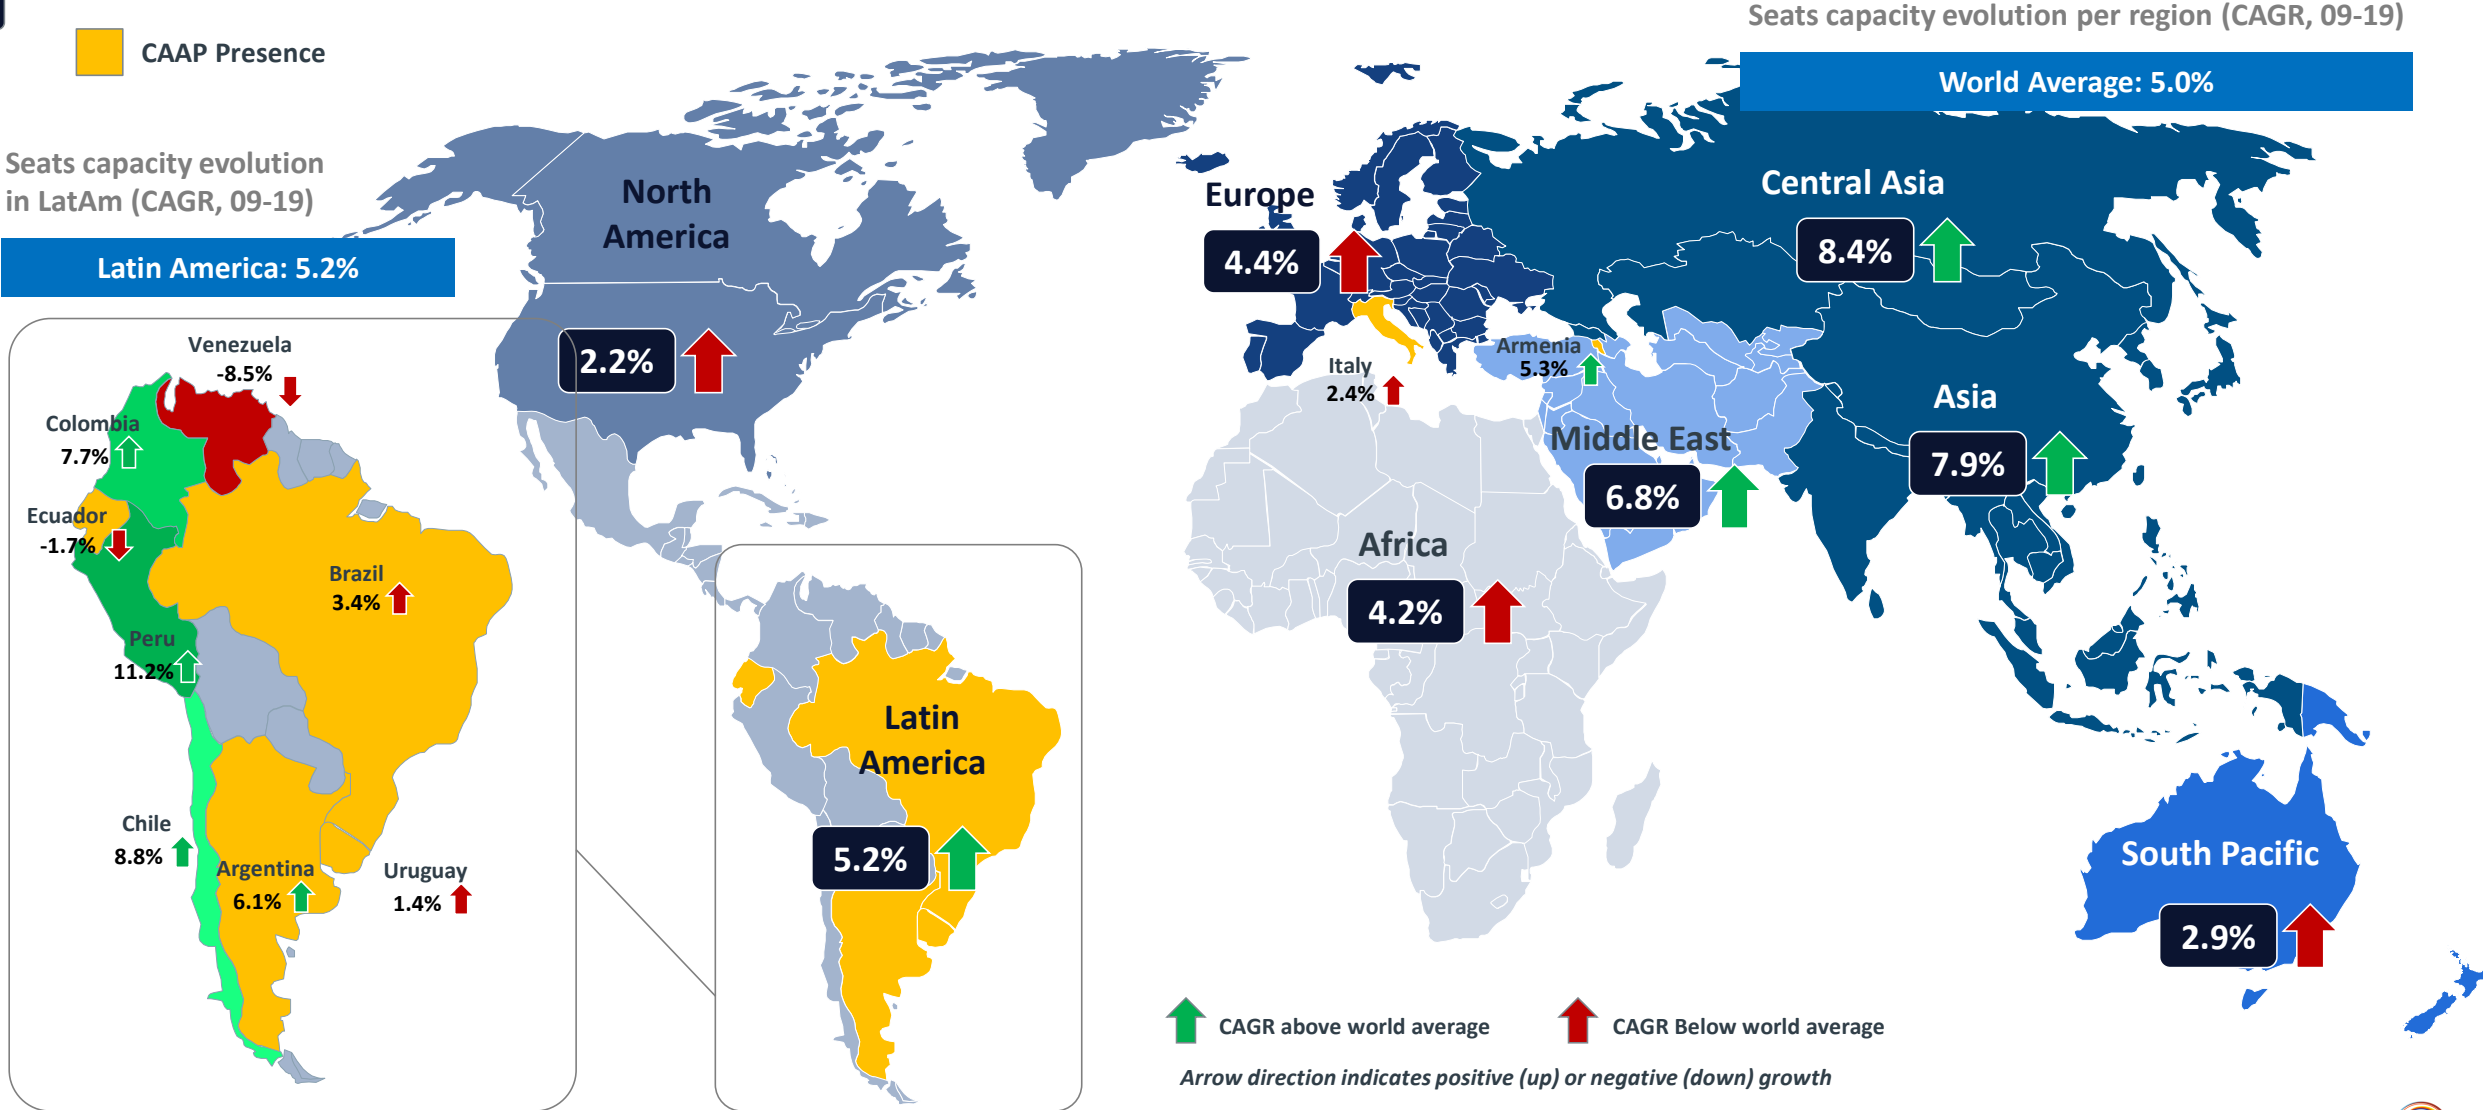 Seats capacity evolution per region (CAGR, 09-19)
World Average: 5.0%
CAAP Presence
Seats capacity evolution
in LatAm (CAGR, 09-19)
Latin America: 5.2%
Venezuela
-8.5%
Colombia
7.7%
Ecuador
-1.7%
Brazil
3.4%
Peru
11.2%
Chile
8.8%
Argentina
6.1%
Uruguay
1.4%
North
America
2.2%
Latin
America
5.2%
Europe
4.4%
Italy
2.4%
Armenia
5.3%
Central Asia
8.4%
Asia
7.9%
Middle East
6.8%
Africa
4.2%
South Pacific
2.9%
CAGR above world average
CAGR Below world average
Arrow direction indicates positive (up) or negative (down) growth